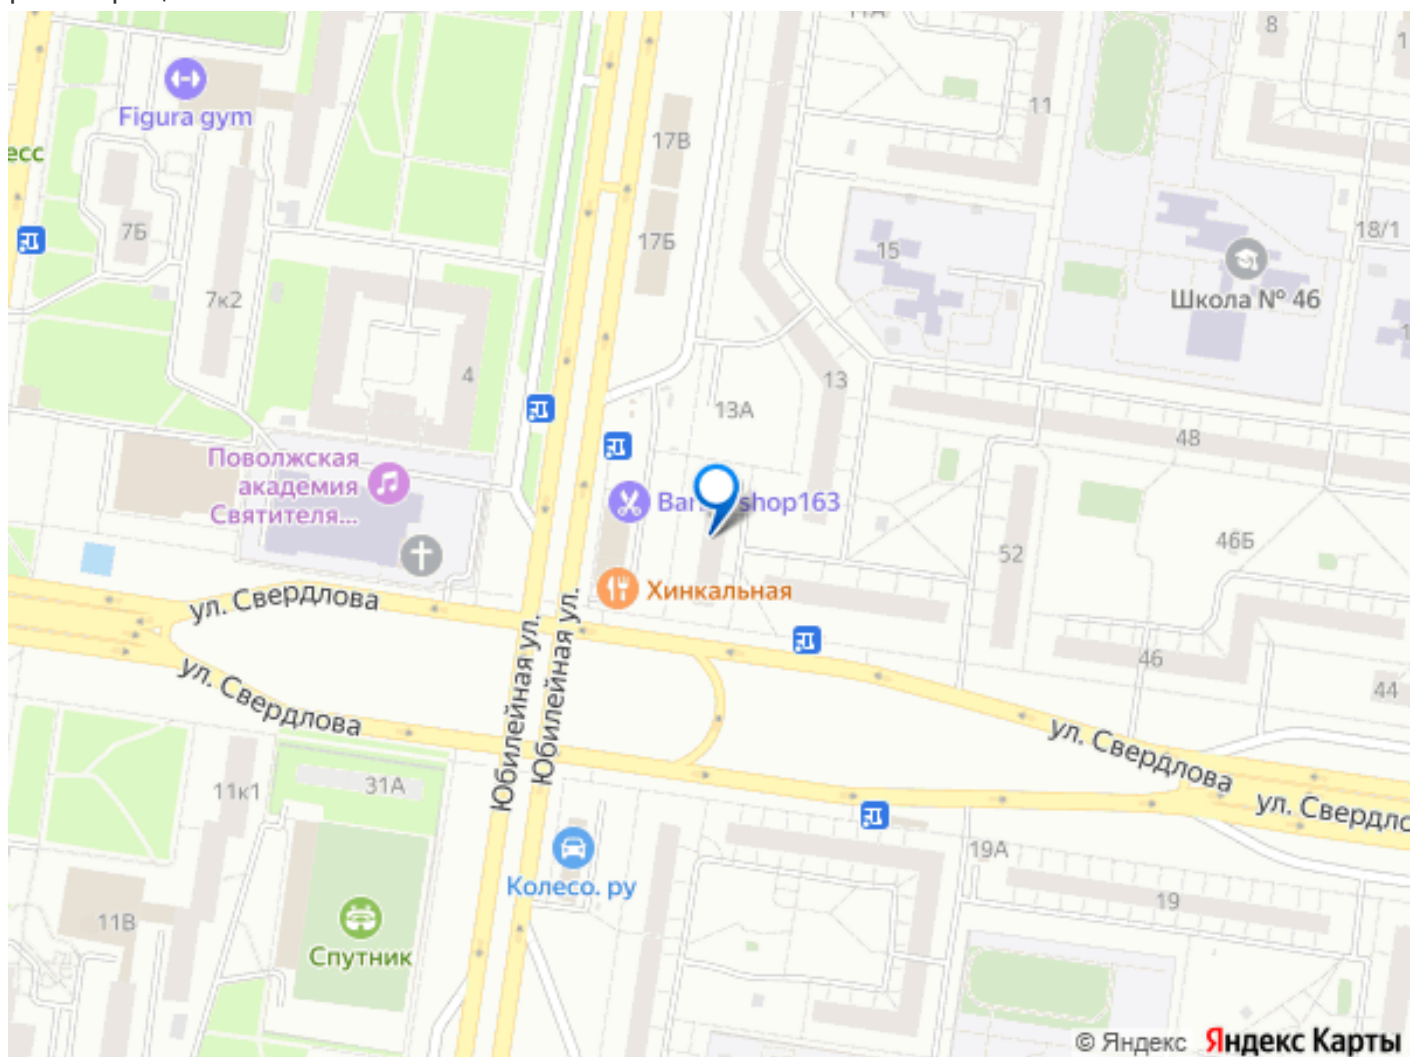 11А
8
Figura gym
11
17В
есс
7Б
17Б
15
18/1
7к2
Школа № 46
4
13
13А
48
Поволжская
академия
Святителя...
Barbershop163
52
46Б
Хинкальная
ул. Свердлова
46
44
ул. Свердлова
Юбилейная ул.
Юбилейная ул.
ул. Свердлова
11к1
31А
ул. Свердло
19А
Колесо. ру
19
11В
Спутник
© Яндекс Яндекс Карты